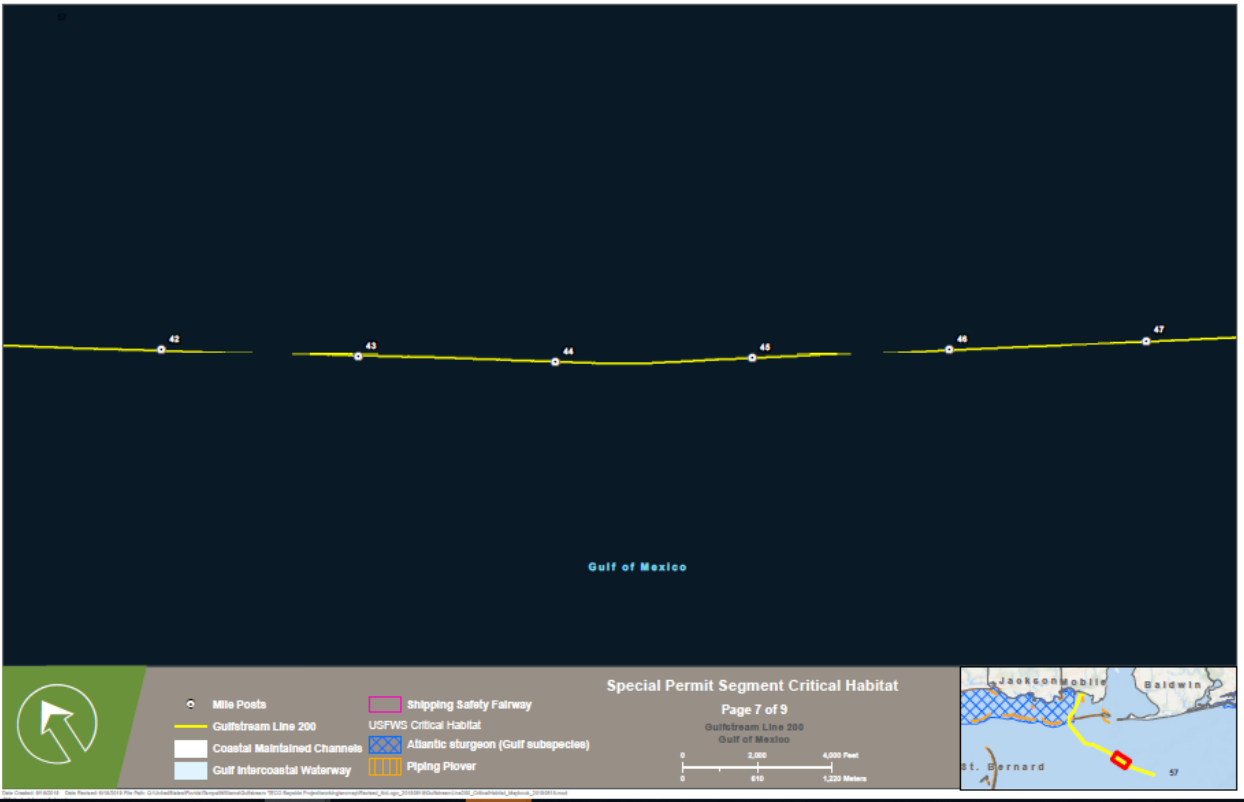 57
42
43
44
45
46
47
Gulf of Mexico
Mile Posts
Gulfstream Line 200
Coastal Maintained Channels
Gulf Intercoastal Waterway
Shipping Safety Fairway
USFWS Critical Habitat
Atlantic sturgeon (Gulf subspecies)
Piping Plover
Special Permit Segment Critical Habitat
Page 7 of 9
Gulfstream Line 200
Gulf of Mexico
0 2,000 4,000 Feet
0 610 1,220 Meters
Jackson Mobile Baldwin
St. Bernard
57